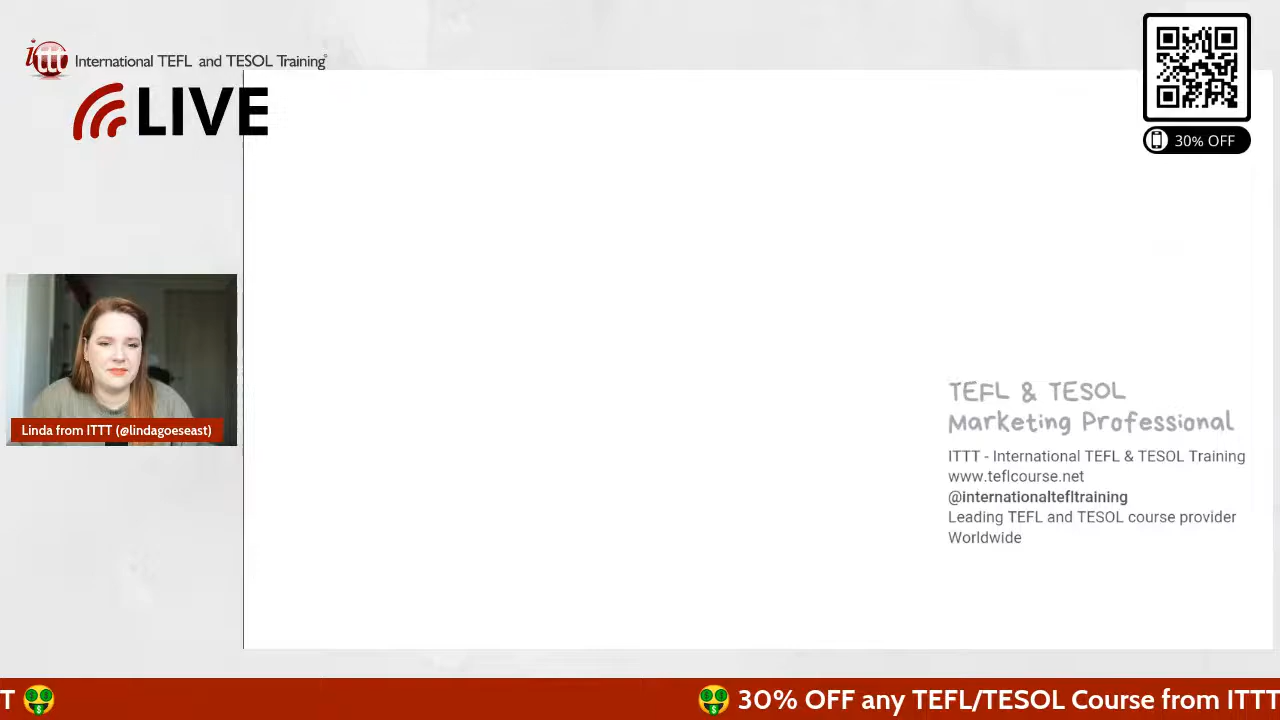 ittt International TEFL and TESOL Training
LIVE
30% OFF
Linda from ITTT (@lindagoeseast)
TEFL & TESOL
Marketing Professional
ITTT - International TEFL & TESOL Training
www.teflcourse.net
@internationaltefltraining
Leading TEFL and TESOL course provider
Worldwide
T 🤑 🤑 30% OFF any TEFL/TESOL Course from ITTT